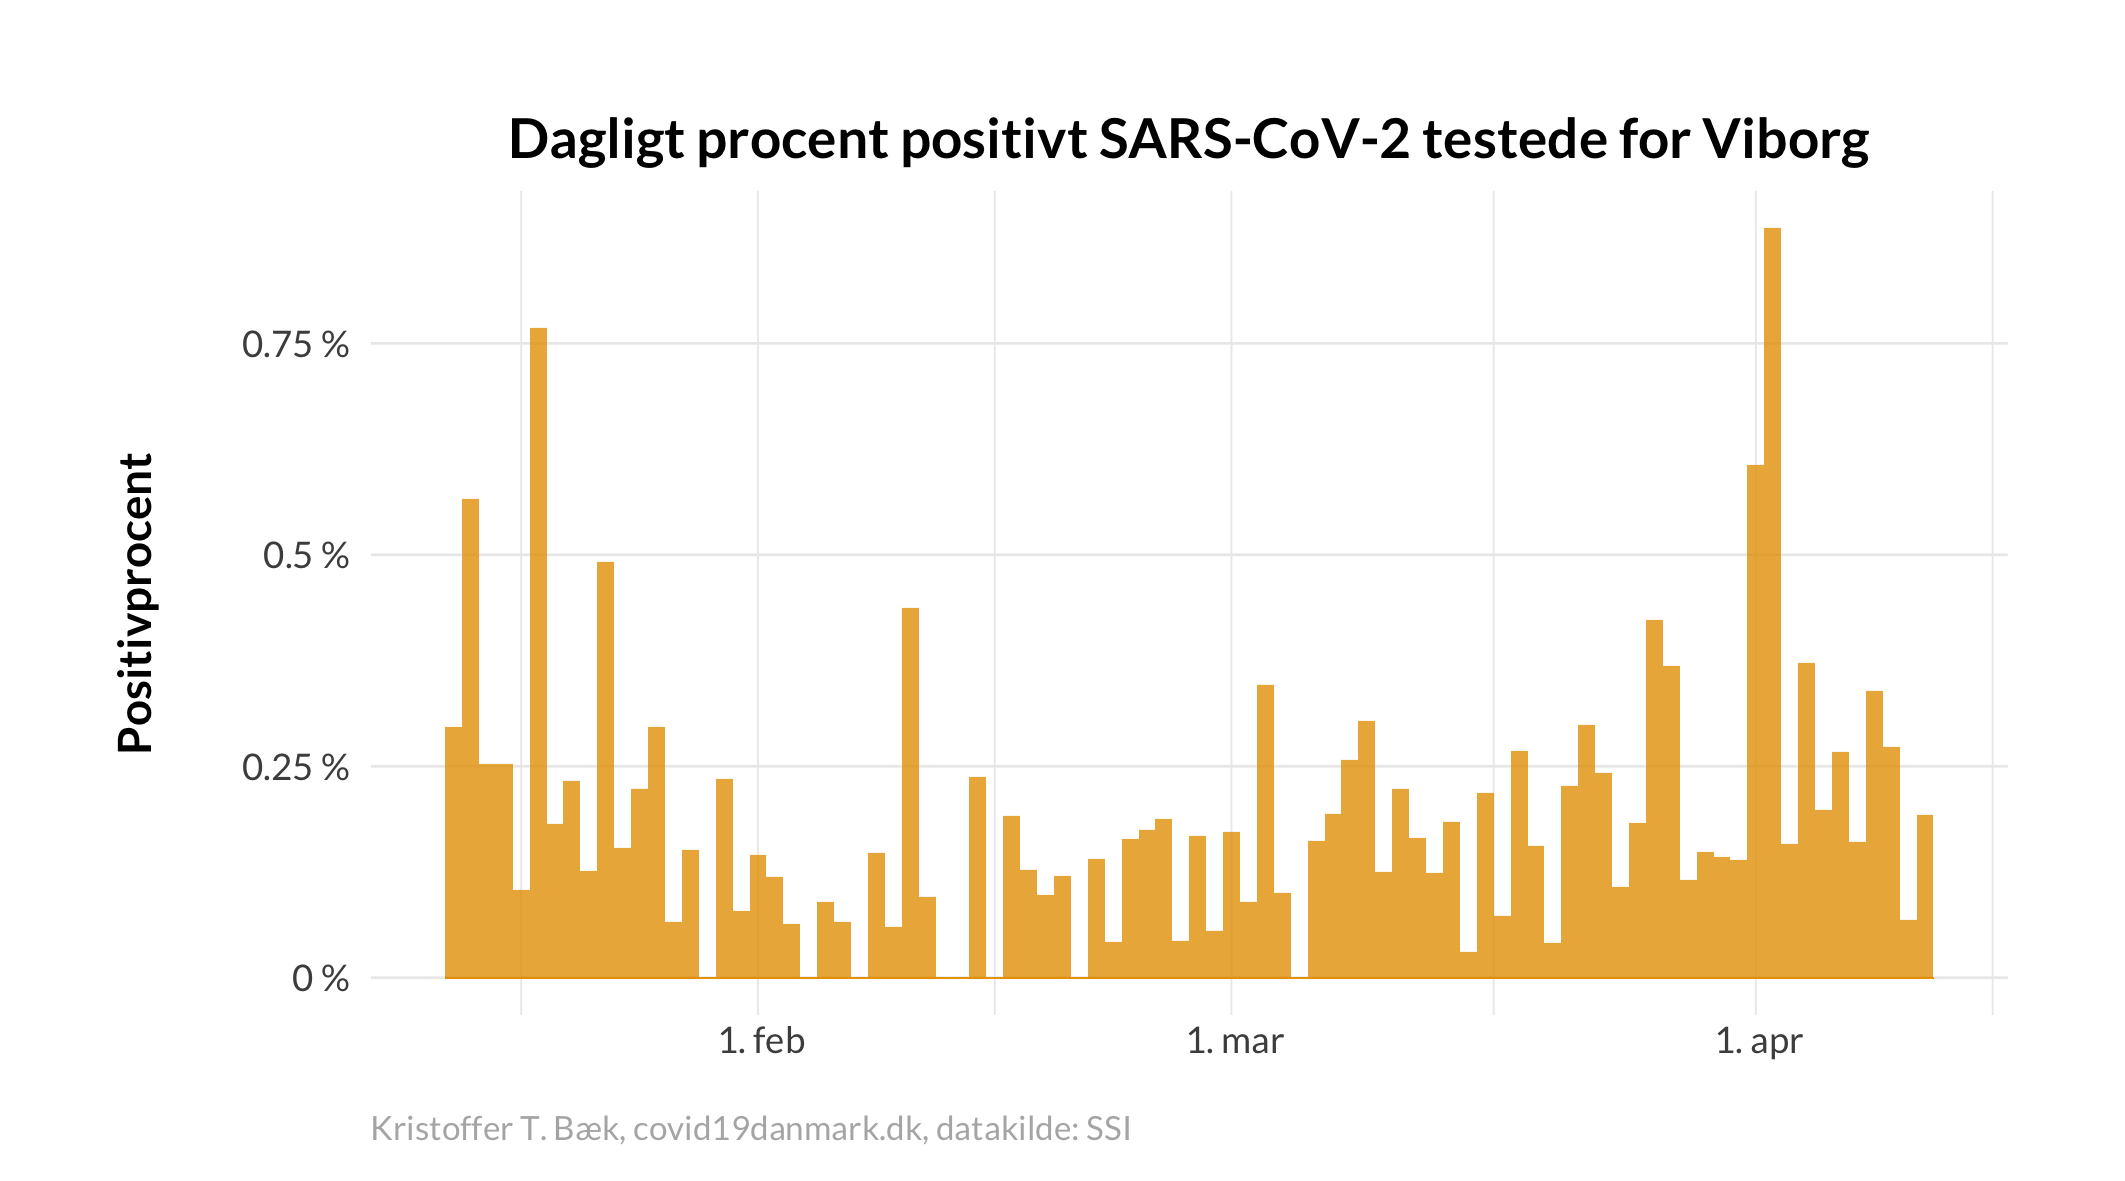 Dagligt procent positivt SARS-CoV-2 testede for Viborg
Positivprocent
0.75 %
0.5 %
0.25 %
0 %
1. feb
1. mar
1. apr
Kristoffer T. Bæk, covid19danmark.dk, datakilde: SSI